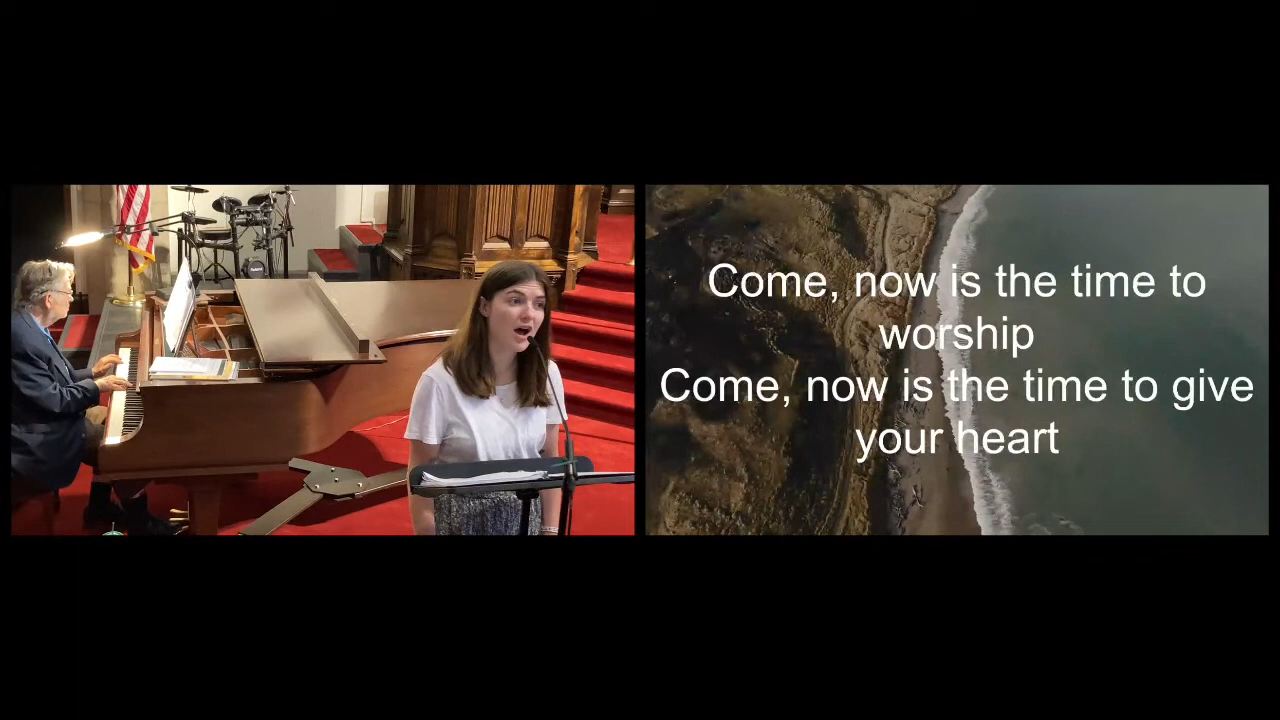 Come, now is the time to
worship
Come, now is the time to give
your heart